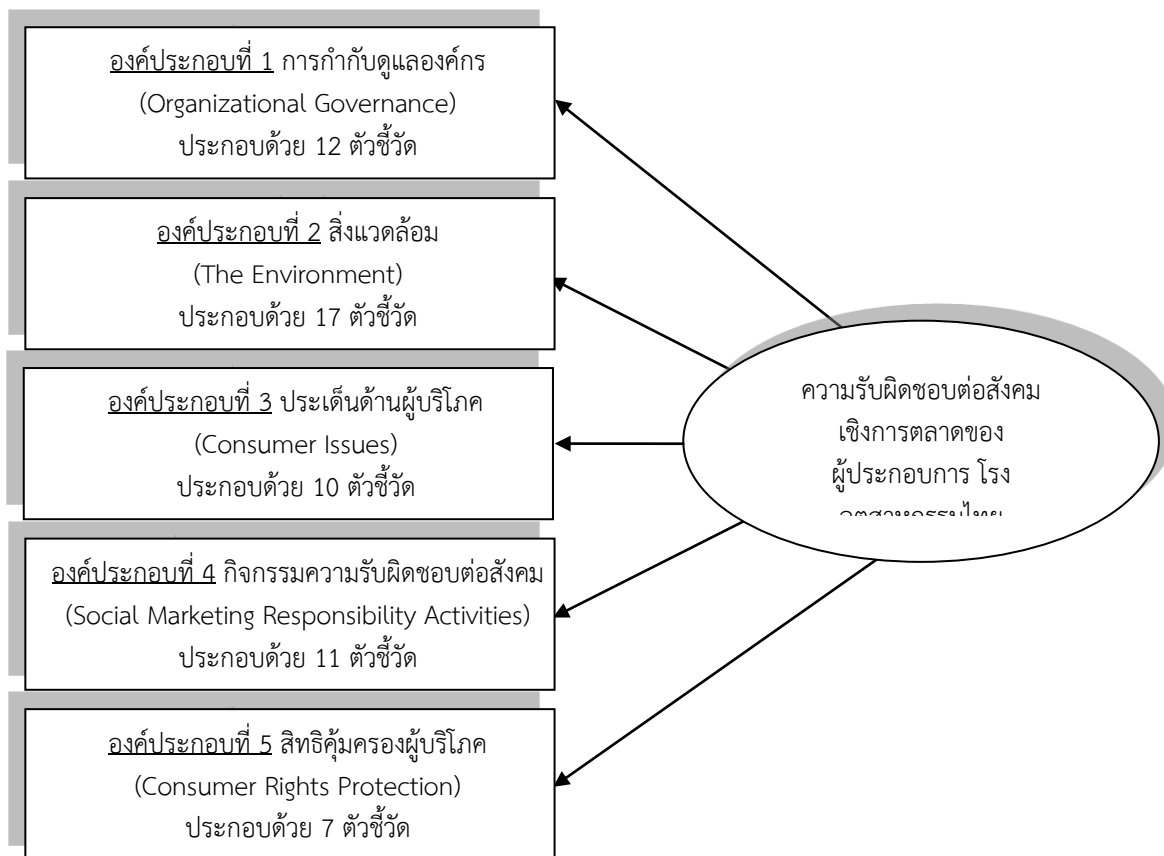 องค์ประกอบที่ 1 การกำกับดูแลองค์กร
(Organizational Governance)
ประกอบด้วย 12 ตัวชี้วัด
องค์ประกอบที่ 2 สิ่งแวดล้อม
(The Environment)
ประกอบด้วย 17 ตัวชี้วัด
องค์ประกอบที่ 3 ประเด็นด้านผู้บริโภค
(Consumer Issues)
ประกอบด้วย 10 ตัวชี้วัด
องค์ประกอบที่ 4 กิจกรรมความรับผิดชอบต่อสังคม
(Social Marketing Responsibility Activities)
ประกอบด้วย 11 ตัวชี้วัด
องค์ประกอบที่ 5 สิทธิคุ้มครองผู้บริโภค
(Consumer Rights Protection)
ประกอบด้วย 7 ตัวชี้วัด
ความรับผิดชอบต่อสังคม
เชิงการตลาดของ
ผู้ประกอบการ โรง